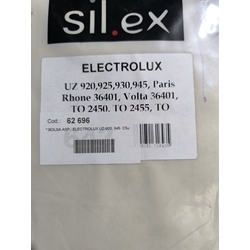 sil.ex
ELECTROLUX
UZ 920,925,930,945, Paris
Rhone 36401, Volta 36401,
TO 2450. TO 2455, TO
Cod.: 62 696